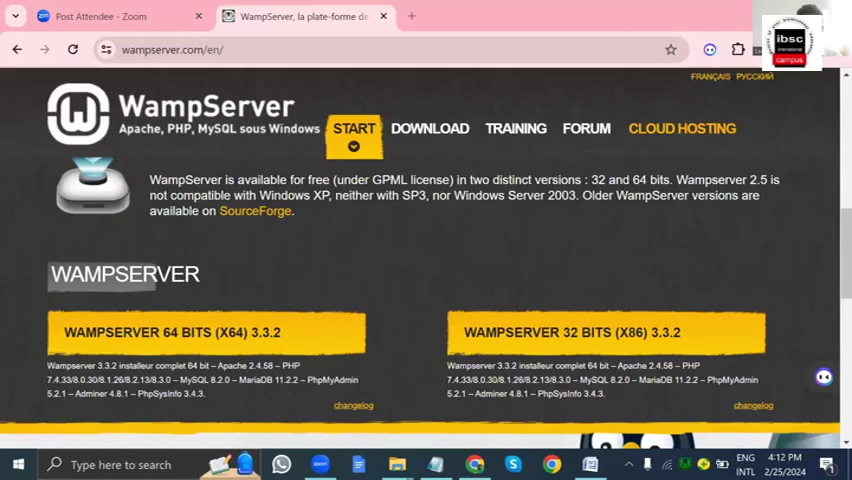 Post Attendee - Zoom
WampServer, la plate-forme de
wampserver.com/en/
ibsc
international
campus
FRANÇAIS РУССКИЙ
WampServer
Apache, PHP, MySQL sous Windows
START
DOWNLOAD
TRAINING
FORUM
CLOUD HOSTING
WampServer is available for free (under GPML license) in two distinct versions : 32 and 64 bits. Wampserver 2.5 is
not compatible with Windows XP, neither with SP3, nor Windows Server 2003. Older WampServer versions are
available on SourceForge.
WAMPSERVER
WAMPSERVER 64 BITS (X64) 3.3.2
Wampserver 3.3.2 installeur complet 64 bit – Apache 2.4.58 – PHP
7.4.33/8.0.30/8.1.26/8.2.13/8.3.0 – MySQL 8.2.0 – MariaDB 11.2.2 – PhpMyAdmin
5.2.1 – Adminer 4.8.1 – PhpSysInfo 3.4.3.
changelog
WAMPSERVER 32 BITS (X86) 3.3.2
Wampserver 3.3.2 installeur complet 64 bit – Apache 2.4.58 – PHP
7.4.33/8.0.30/8.1.26/8.2.13/8.3.0 – MySQL 8.2.0 – MariaDB 11.2.2 – PhpMyAdmin
5.2.1 – Adminer 4.8.1 – PhpSysInfo 3.4.3.
changelog
Type here to search
ENG
INTL
4:12 PM
2/25/2024